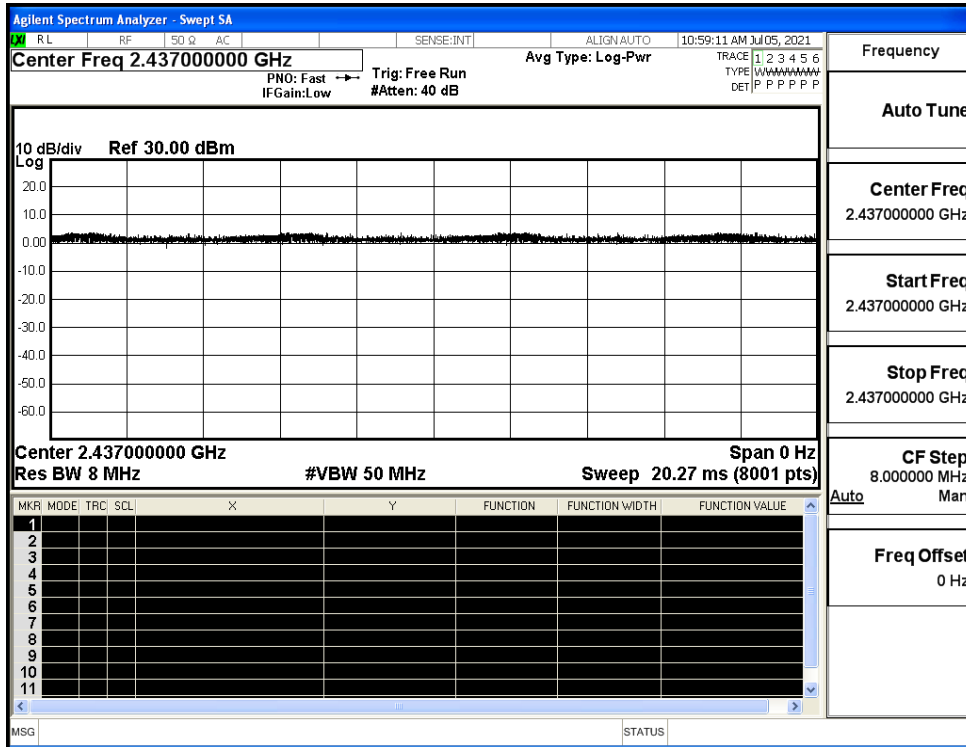 Agilent Spectrum Analyzer - Swept SA
LXI RL RF 50 Ω AC SENSE:INT ALIGN AUTO 10:59:11 AM Jul 05, 2021
Center Freq 2.437000000 GHz Avg Type: Log-Pwr TRACE 1 2 3 4 5 6
PNO: Fast Trig: Free Run TYPE WWWWWW
IFGain:Low #Atten: 40 dB DET P P P P P P
10 dB/div Ref 30.00 dBm
Log
20.0
10.0
0.00
-10.0
-20.0
-30.0
-40.0
-50.0
-60.0
Center 2.437000000 GHz Span 0 Hz
Res BW 8 MHz #VBW 50 MHz Sweep 20.27 ms (8001 pts)
MKR MODE TRC SCL X Y FUNCTION FUNCTION WIDTH FUNCTION VALUE
1
2
3
4
5
6
7
8
9
10
11
MSG STATUS
Frequency
Auto Tune
Center Freq
2.437000000 GHz
Start Freq
2.437000000 GHz
Stop Freq
2.437000000 GHz
CF Step
8.000000 MHz
Auto Man
Freq Offset
0 Hz